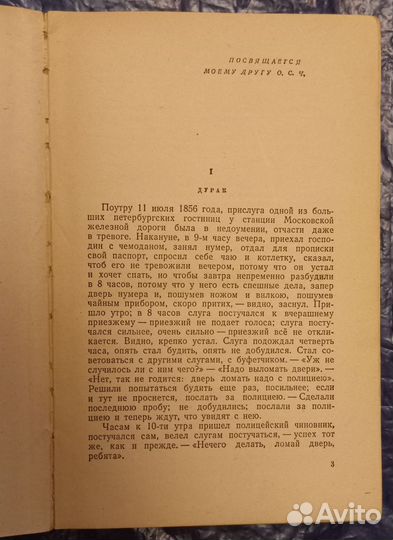 ПОСВЯЩАЕТСЯ
МОЕМУ ДРУГУ О. С. Ч.
I
ДУРАК
Поутру 11 июля 1856 года, прислуга одной из боль-
ших петербургских гостиниц у станции Московской
железной дороги была в недоумении, отчасти даже
в тревоге. Накануне, в 9-м часу вечера, приехал госпо-
дин с чемоданом, занял нумер, отдал для прописки
свой паспорт, спросил себе чаю и котлетку, сказал,
чтоб его не тревожили вечером, потому что он устал
и хочет спать, но чтобы завтра непременно разбудили
в 8 часов, потому что у него есть спешные дела, запер
дверь нумера и, пошумев ножом и вилкою, пошумев
чайным прибором, скоро притих, — видно, заснул. При-
шло утро; в 8 часов слуга постучался к вчерашнему
приезжему — приезжий не подает голоса; слуга посту-
чался сильнее, очень сильно — приезжий всё не откли-
кается. Видно, крепко устал. Слуга подождал четверть
часа, опять стал будить, опять не добудился. Стал со-
ветоваться с другими слугами, с буфетчиком. — «Уж не
случилось ли с ним чего?» — «Надо выломать двери». —
«Нет, так не годится: дверь ломать надо с полициею».
Решили попытаться будить еще раз, посильнее; если
и тут не проснется, послать за полициею. — Сделали
последнюю пробу; не добудились; послали за поли-
циею и теперь ждут, что увидят с нею.
Часам к 10-ти утра пришел полицейский чиновник,
постучался сам, велел слугам постучаться, — успех тот
же, как и прежде. — «Нечего делать, ломай дверь,
ребята».
3
Avito